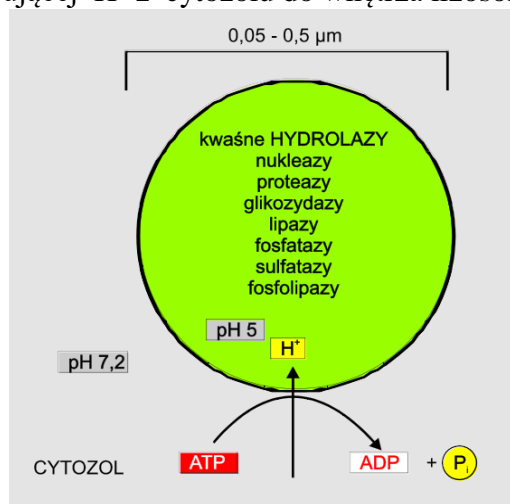 0,05 - 0,5 µm
kwaśne HYDROLAZY
nukleazy
proteazy
glikozydazy
lipazy
fosfatazy
sulfatazy
fosfolipazy
pH 5
H⁺
pH 7,2
CYTOZOL ATP ADP + Pᵢ